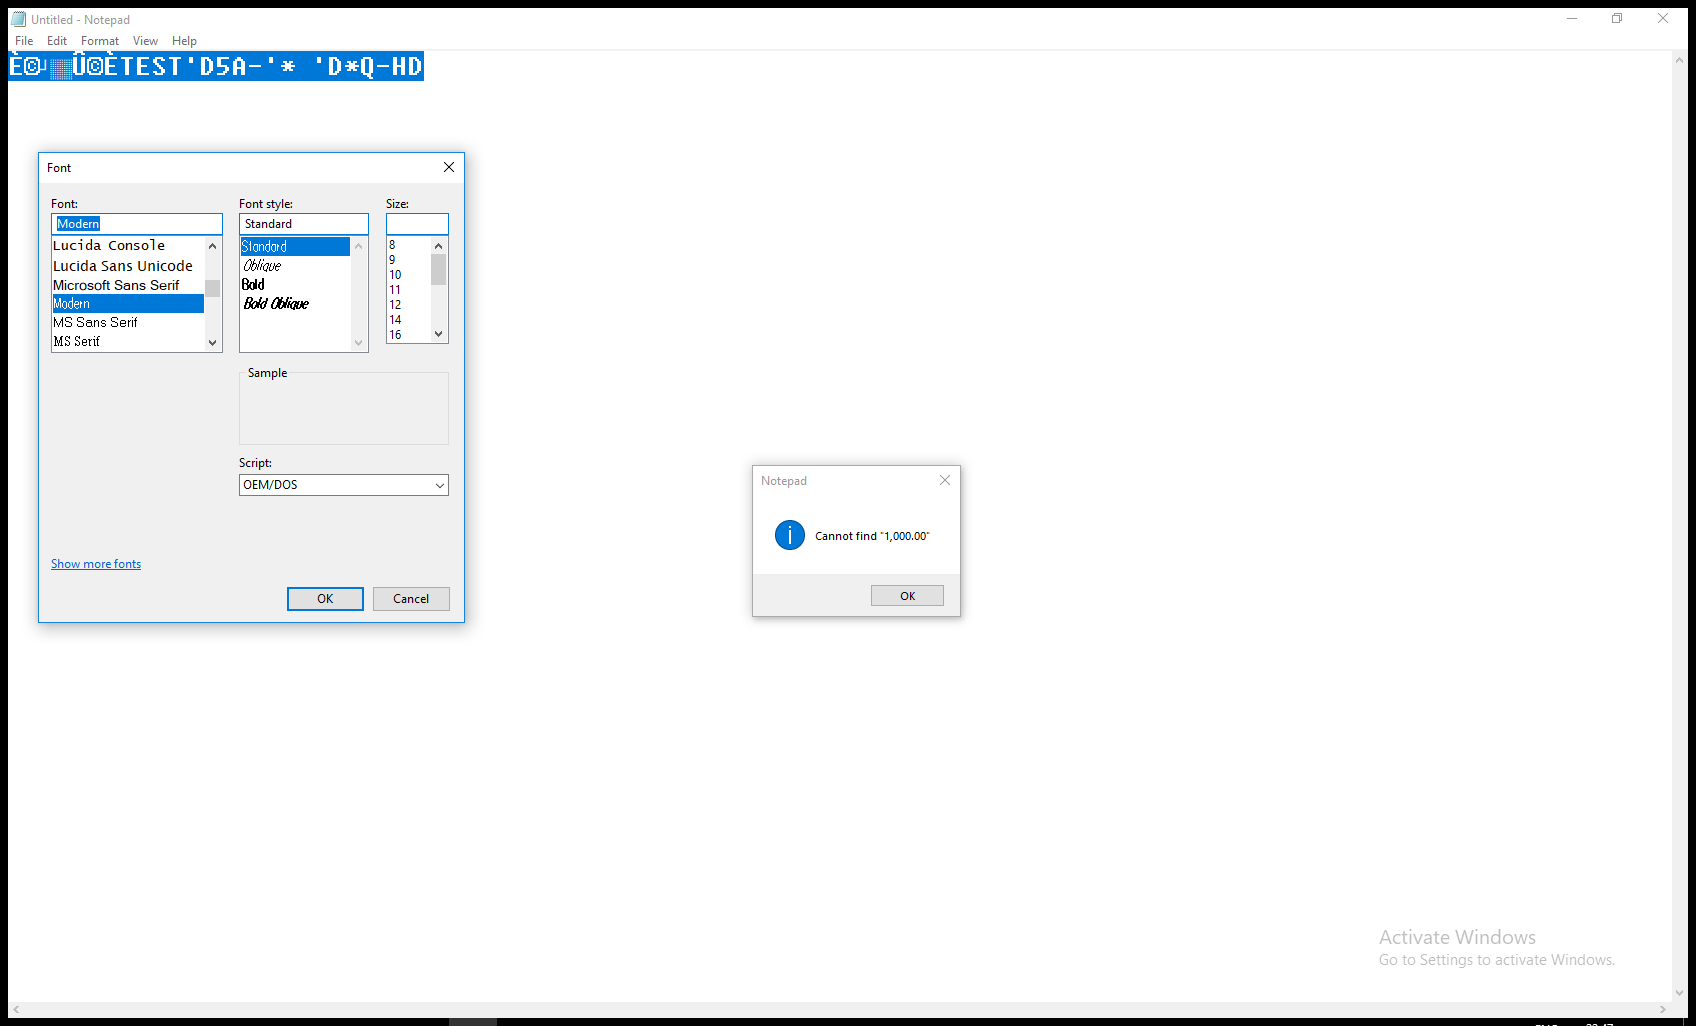 Untitled - Notepad
File Edit Format View Help
TEST'D5A-'* 'D*Q-HD
Font
Font: Font style: Size:
Modern Standard
Lucida Console
Lucida Sans Unicode
Microsoft Sans Serif
Modern
MS Sans Serif
MS Serif
Standard
Oblique
Bold
Bold Oblique
8
9
10
11
12
14
16
Sample
Script:
OEM/DOS
Show more fonts
OK Cancel
Notepad
Cannot find "1,000.00"
OK
Activate Windows
Go to Settings to activate Windows.